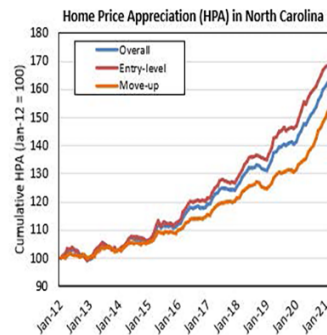 Home Price Appreciation (HPA) in North Carolina
Cumulative HPA (Jan-12 = 100)
180
170
160
150
140
130
120
110
100
90
Overall
Entry-level
Move-up
Jan-12
Jan-13
Jan-14
Jan-15
Jan-16
Jan-17
Jan-18
Jan-19
Jan-20
Jan-21